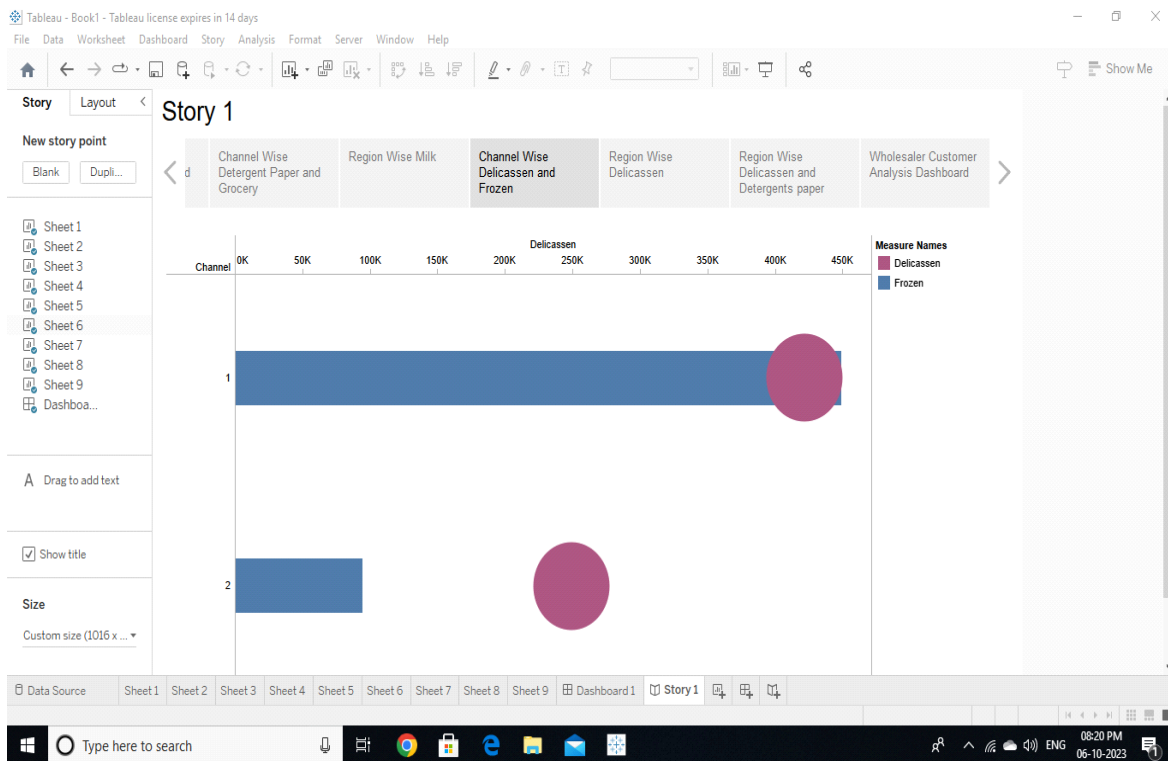 Tableau - Book1 - Tableau license expires in 14 days
File Data Worksheet Dashboard Story Analysis Format Server Window Help
Show Me
Story Layout
New story point
Blank Dupli...
Sheet 1
Sheet 2
Sheet 3
Sheet 4
Sheet 5
Sheet 6
Sheet 7
Sheet 8
Sheet 9
Dashboa...
A Drag to add text
Show title
Size
Custom size (1016 x ...
Story 1
d
Channel Wise
Detergent Paper and
Grocery
Region Wise Milk
Channel Wise
Delicassen and
Frozen
Region Wise
Delicassen
Region Wise
Delicassen and
Detergents paper
Wholesaler Customer
Analysis Dashboard
Delicassen
Channel 0K 50K 100K 150K 200K 250K 300K 350K 400K 450K
1
2
Measure Names
Delicassen
Frozen
Data Source Sheet 1 Sheet 2 Sheet 3 Sheet 4 Sheet 5 Sheet 6 Sheet 7 Sheet 8 Sheet 9 Dashboard 1 Story 1
Type here to search
ENG
08:20 PM
06-10-2023
1